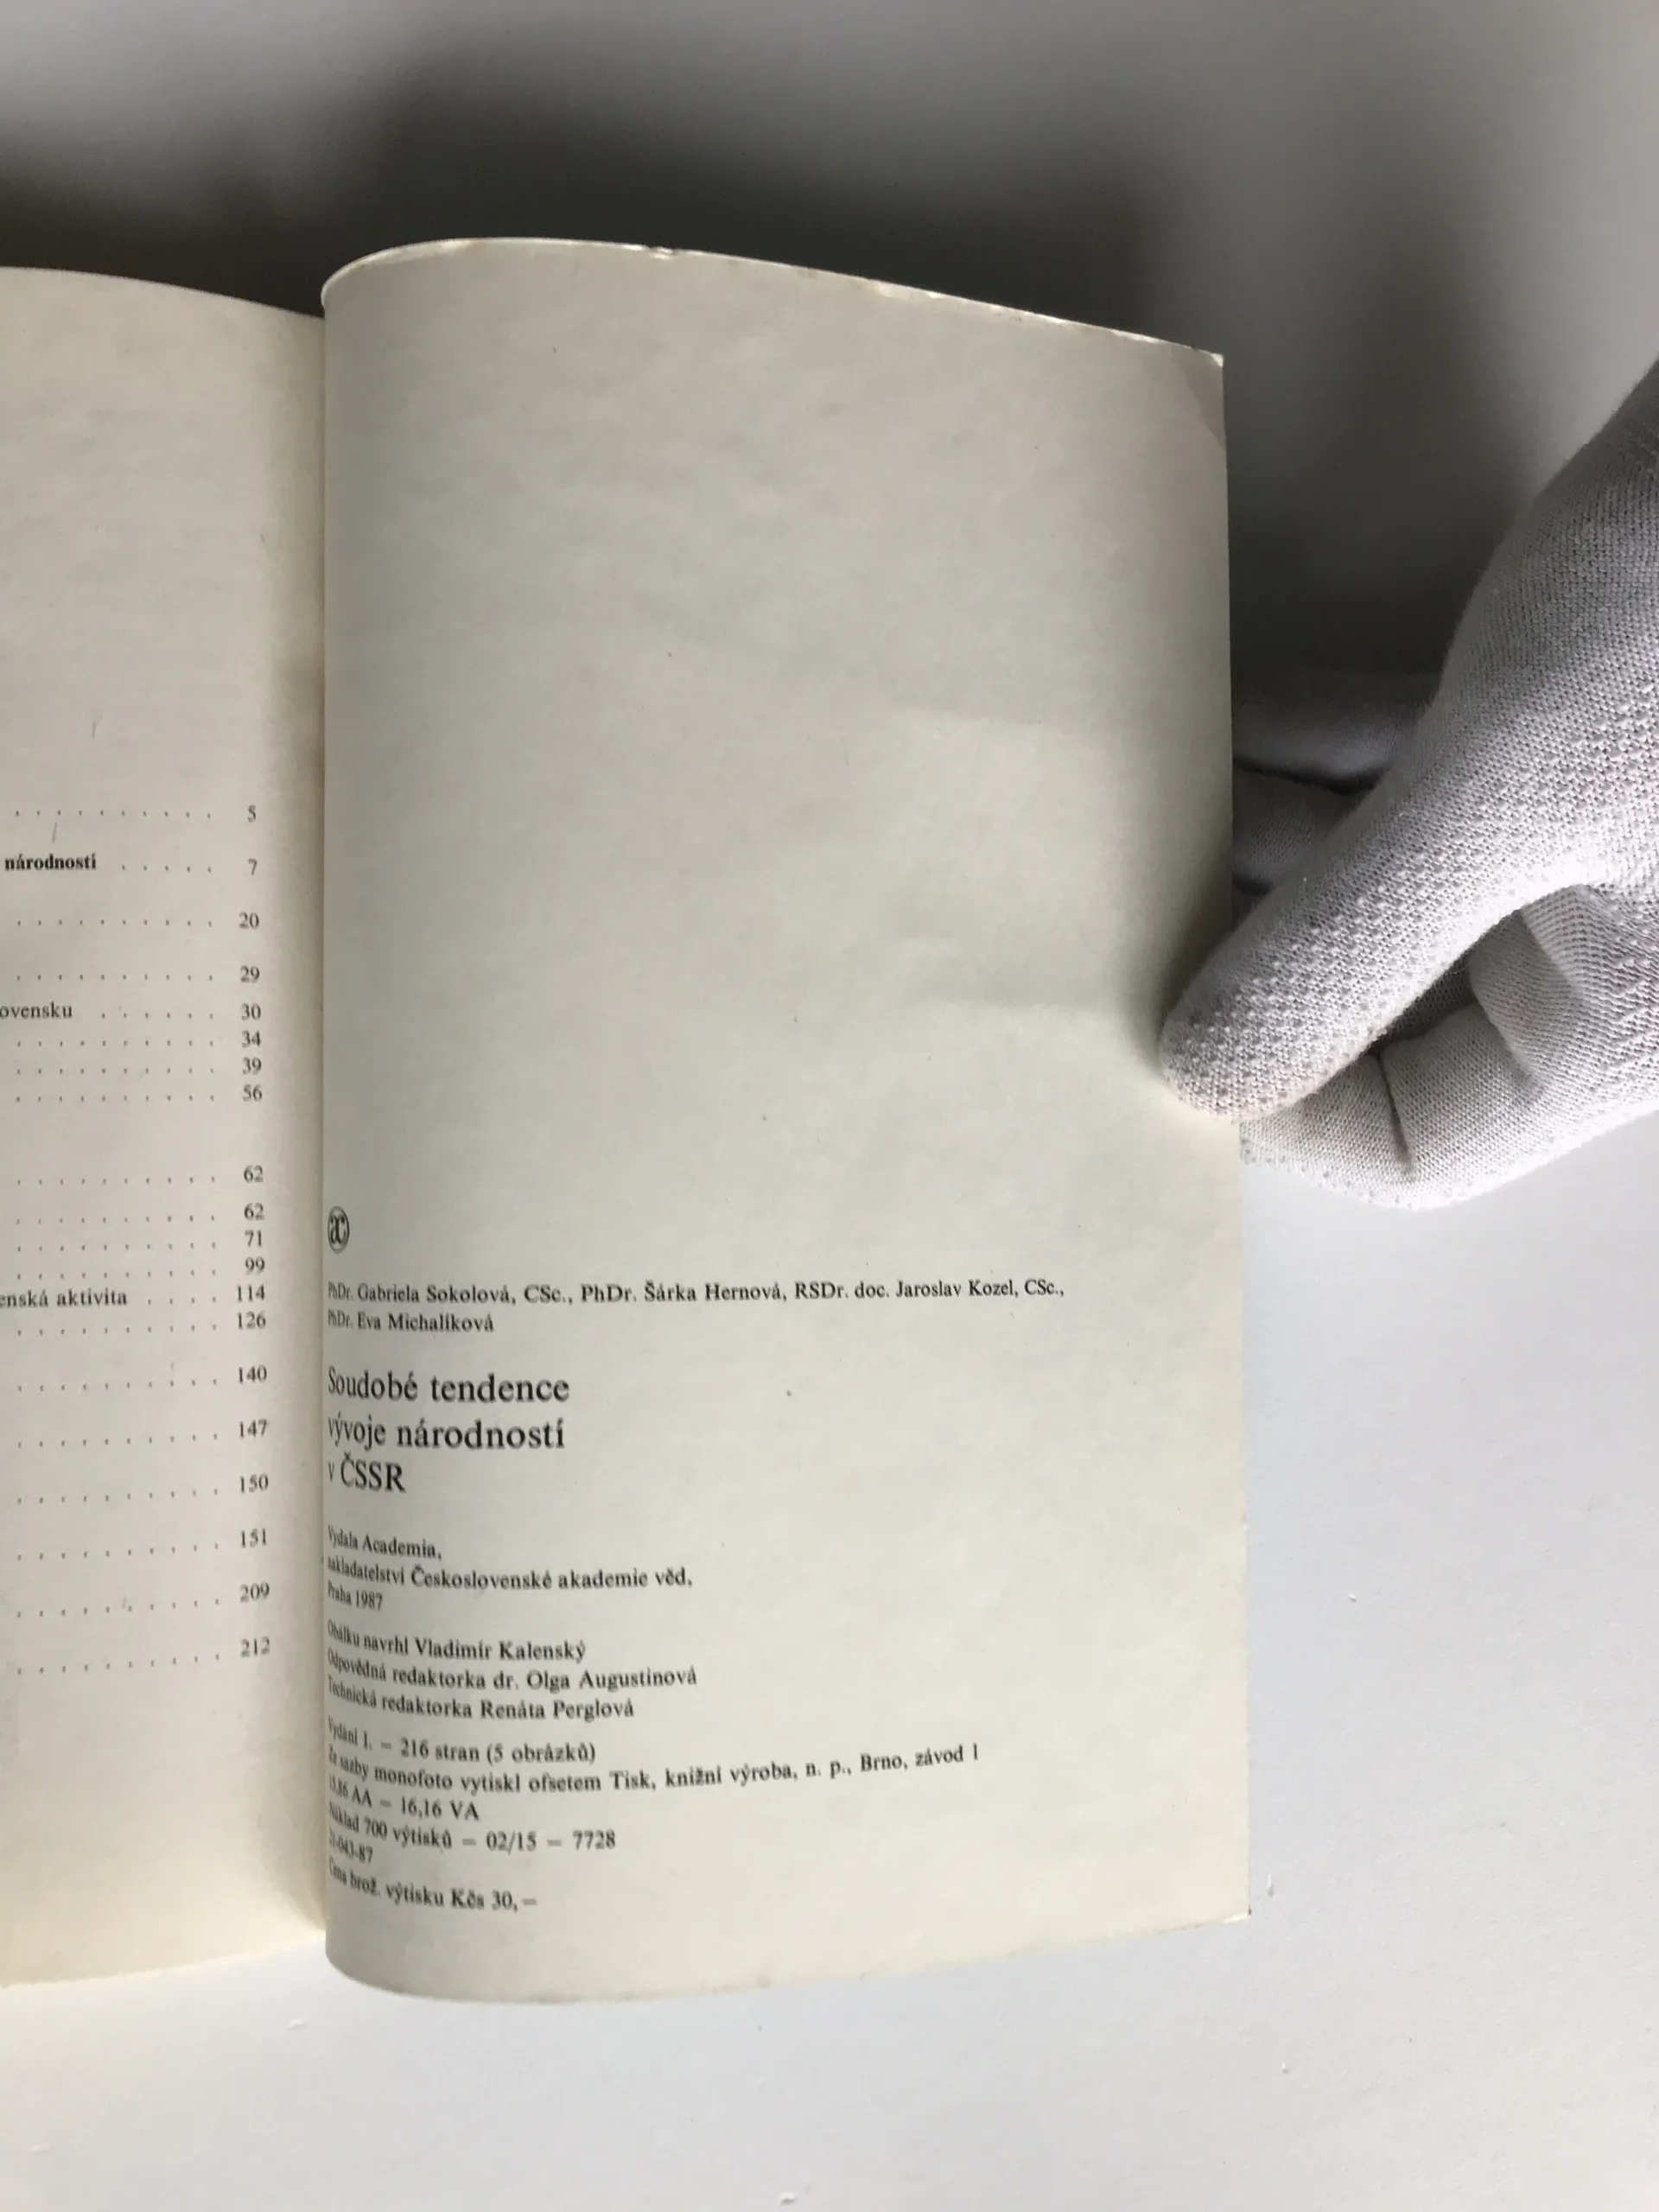 . . . . . . . . . . 5
národností . . . . . 7
. . . . . . . . . . 20
. . . . . . . . . . 29
ovensku . . . . . . 30
. . . . . . . . . . 34
. . . . . . . . . . 39
. . . . . . . . . . 56
. . . . . . . . . . 62
. . . . . . . . . . 62
. . . . . . . . . . 71
. . . . . . . . . . 99
enská aktivita . . . . 114
. . . . . . . . . . 126
. . . . . . . . . . 140
. . . . . . . . . . 147
. . . . . . . . . . 150
. . . . . . . . . . 151
. . . . . . . . . . 209
. . . . . . . . . . 212
PhDr. Gabriela Sokolová, CSc., PhDr. Šárka Hernová, RSDr. doc. Jaroslav Kozel, CSc.,
PhDr. Eva Michalíková
Soudobé tendence
vývoje národností
v ČSSR
Vydala Academia,
nakladatelství Československé akademie věd,
Praha 1987
Obálku navrhl Vladimír Kalenský
Odpovědná redaktorka dr. Olga Augustinová
Technická redaktorka Renáta Perglová
Vydání 1. — 216 stran (5 obrázků)
Ze sazby monofoto vytiskl ofsetem Tisk, knižní výroba, n. p., Brno, závod 1
AA — 16,16 VA
Náklad 700 výtisků — 02/15 — 7728
21-043-87
Cena brož. výtisku Kčs 30,—